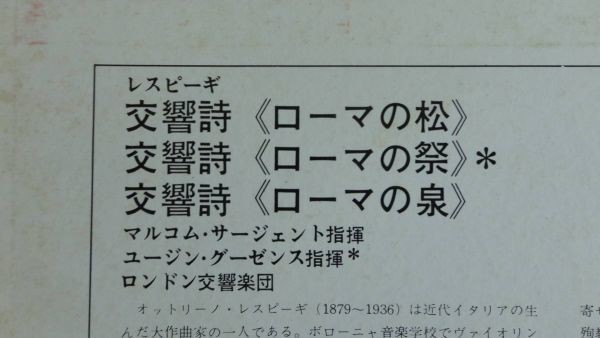 レスピーギ
交響詩《ローマの松》
交響詩《ローマの祭》*
交響詩《ローマの泉》
マルコム・サージェント指揮
ユージン・グーゼンス指揮*
ロンドン交響楽団
オットリーノ・レスピーギ(1879〜1936)は近代イタリアの生
んだ大作曲家の一人である。ボローニャ音楽学校でヴァイオリン
寄せ